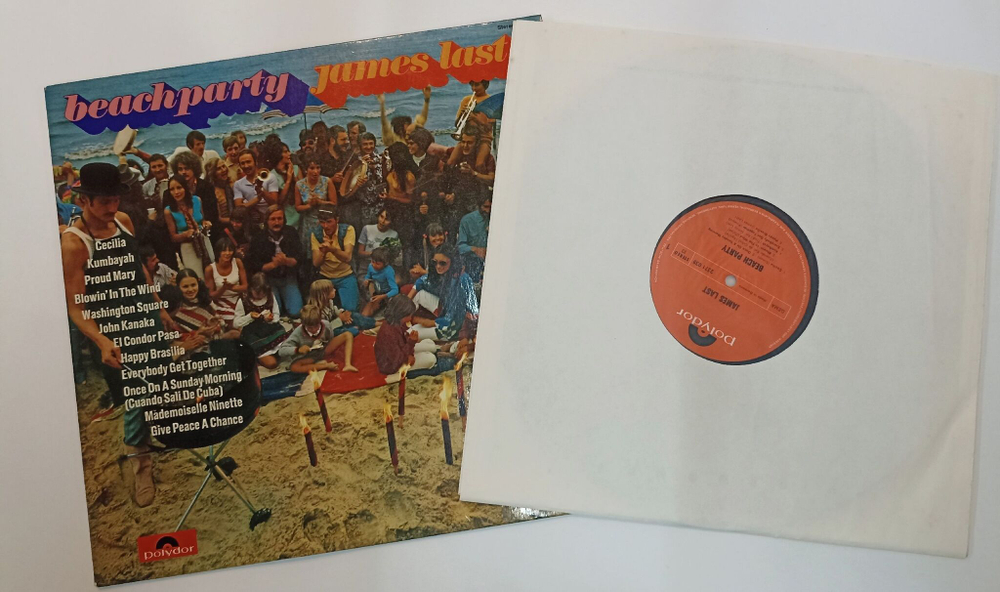 Stereo
beachparty james last
Cecilia
Kumbayah
Proud Mary
Blowin' In The Wind
Washington Square
John Kanaka
El Condor Pasa
Happy Brasilia
Everybody Get Together
Once On A Sunday Morning
(Cuando Sali De Cuba)
Mademoiselle Ninette
Give Peace A Chance
Polydor
Polydor
JAMES LAST
BEACH PARTY